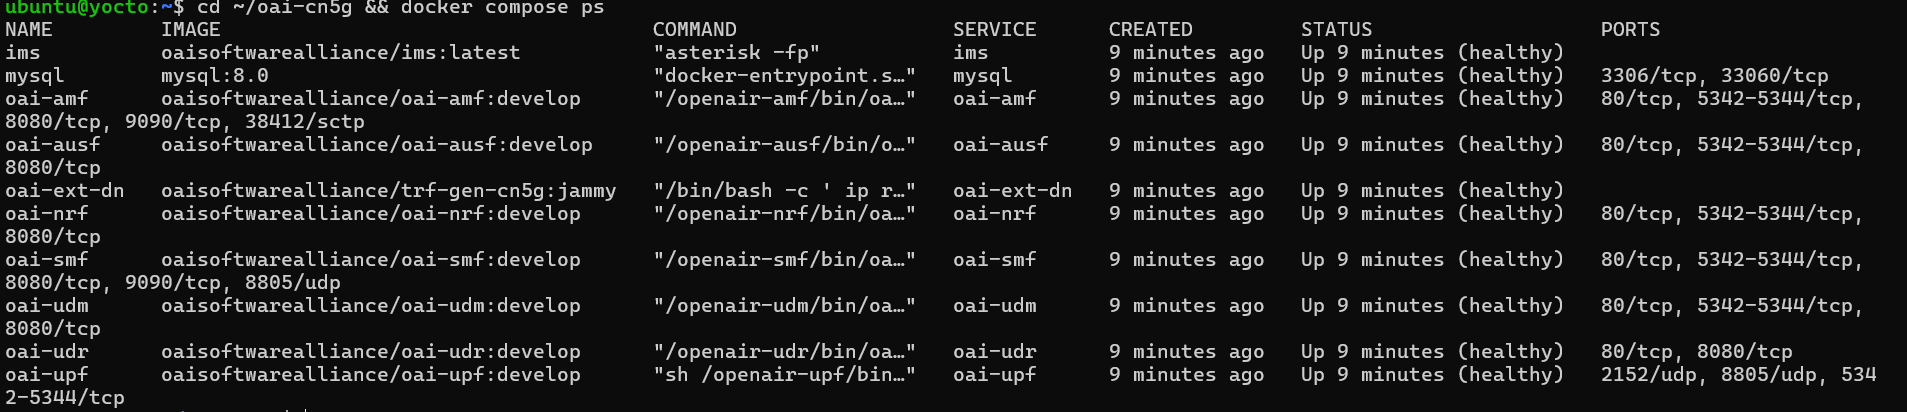 ubuntu@yocto:~$ cd ~/oai-cn5g && docker compose ps
NAME         IMAGE                                    COMMAND                  SERVICE      CREATED         STATUS                   PORTS
ims          oaisoftwarealliance/ims:latest           "asterisk -fp"           ims          9 minutes ago   Up 9 minutes (healthy)
mysql        mysql:8.0                                "docker-entrypoint.s…"   mysql        9 minutes ago   Up 9 minutes (healthy)   3306/tcp, 33060/tcp
oai-amf      oaisoftwarealliance/oai-amf:develop      "/openair-amf/bin/oa…"   oai-amf      9 minutes ago   Up 9 minutes (healthy)   80/tcp, 5342-5344/tcp,
8080/tcp, 9090/tcp, 38412/sctp
oai-ausf     oaisoftwarealliance/oai-ausf:develop     "/openair-ausf/bin/o…"   oai-ausf     9 minutes ago   Up 9 minutes (healthy)   80/tcp, 5342-5344/tcp,
8080/tcp
oai-ext-dn   oaisoftwarealliance/trf-gen-cn5g:jammy   "/bin/bash -c ' ip r…"   oai-ext-dn   9 minutes ago   Up 9 minutes (healthy)
oai-nrf      oaisoftwarealliance/oai-nrf:develop      "/openair-nrf/bin/oa…"   oai-nrf      9 minutes ago   Up 9 minutes (healthy)   80/tcp, 5342-5344/tcp,
8080/tcp
oai-smf      oaisoftwarealliance/oai-smf:develop      "/openair-smf/bin/oa…"   oai-smf      9 minutes ago   Up 9 minutes (healthy)   80/tcp, 5342-5344/tcp,
8080/tcp, 9090/tcp, 8805/udp
oai-udm      oaisoftwarealliance/oai-udm:develop      "/openair-udm/bin/oa…"   oai-udm      9 minutes ago   Up 9 minutes (healthy)   80/tcp, 5342-5344/tcp,
8080/tcp
oai-udr      oaisoftwarealliance/oai-udr:develop      "/openair-udr/bin/oa…"   oai-udr      9 minutes ago   Up 9 minutes (healthy)   80/tcp, 8080/tcp
oai-upf      oaisoftwarealliance/oai-upf:develop      "sh /openair-upf/bin…"   oai-upf      9 minutes ago   Up 9 minutes (healthy)   2152/udp, 8805/udp, 534
2-5344/tcp